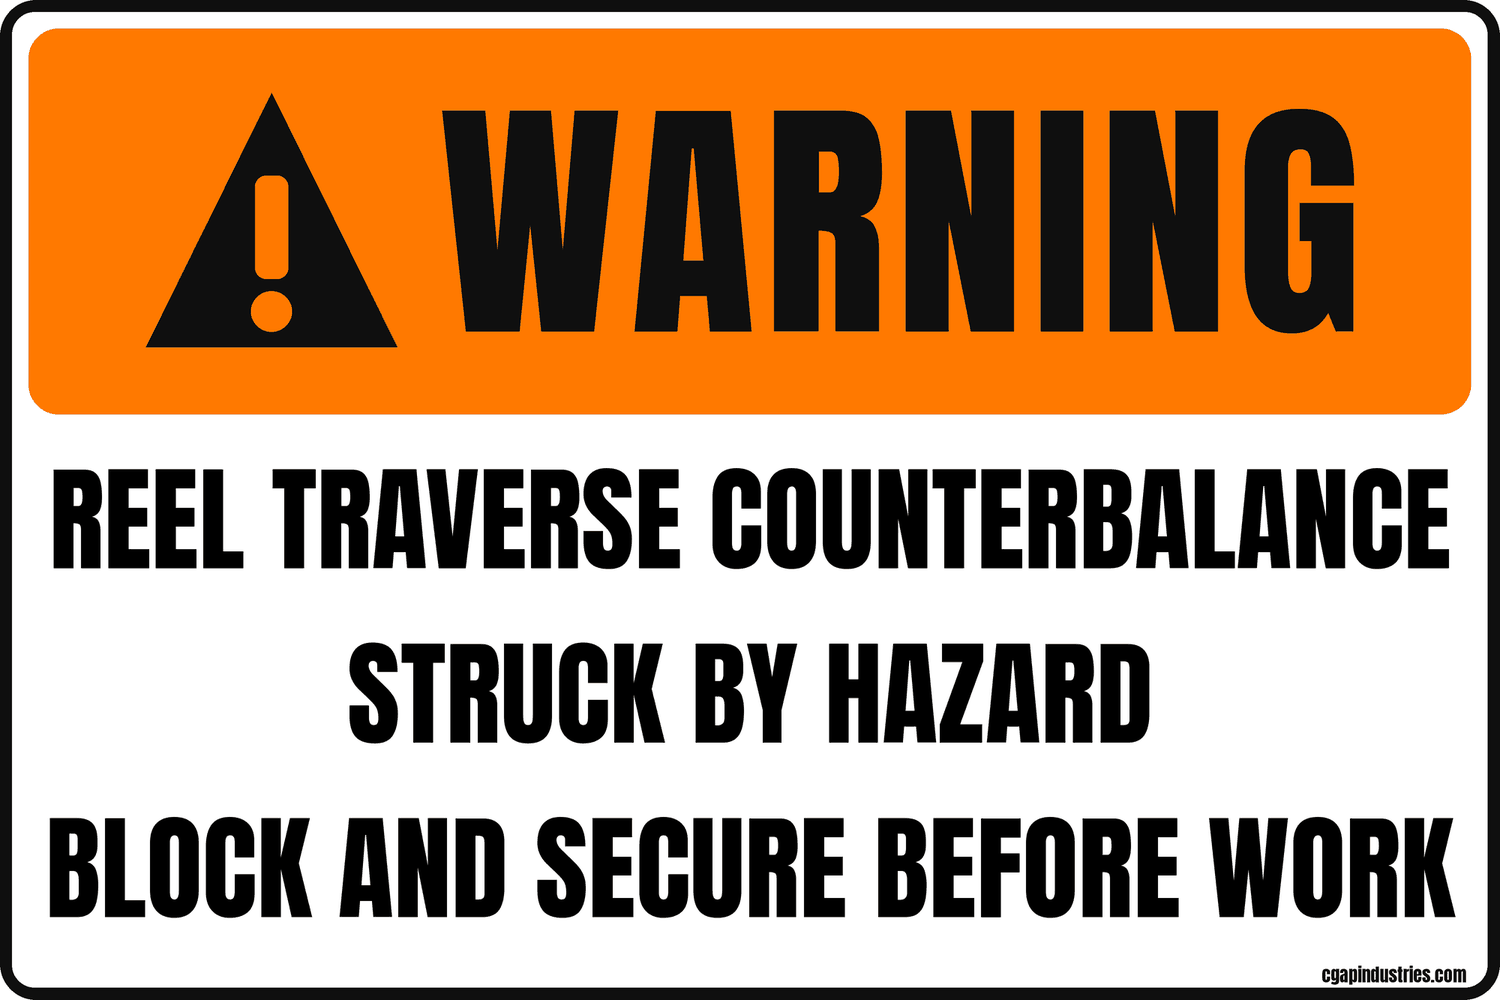 WARNING
REEL TRAVERSE COUNTERBALANCE
STRUCK BY HAZARD
BLOCK AND SECURE BEFORE WORK
cgapindustries.com